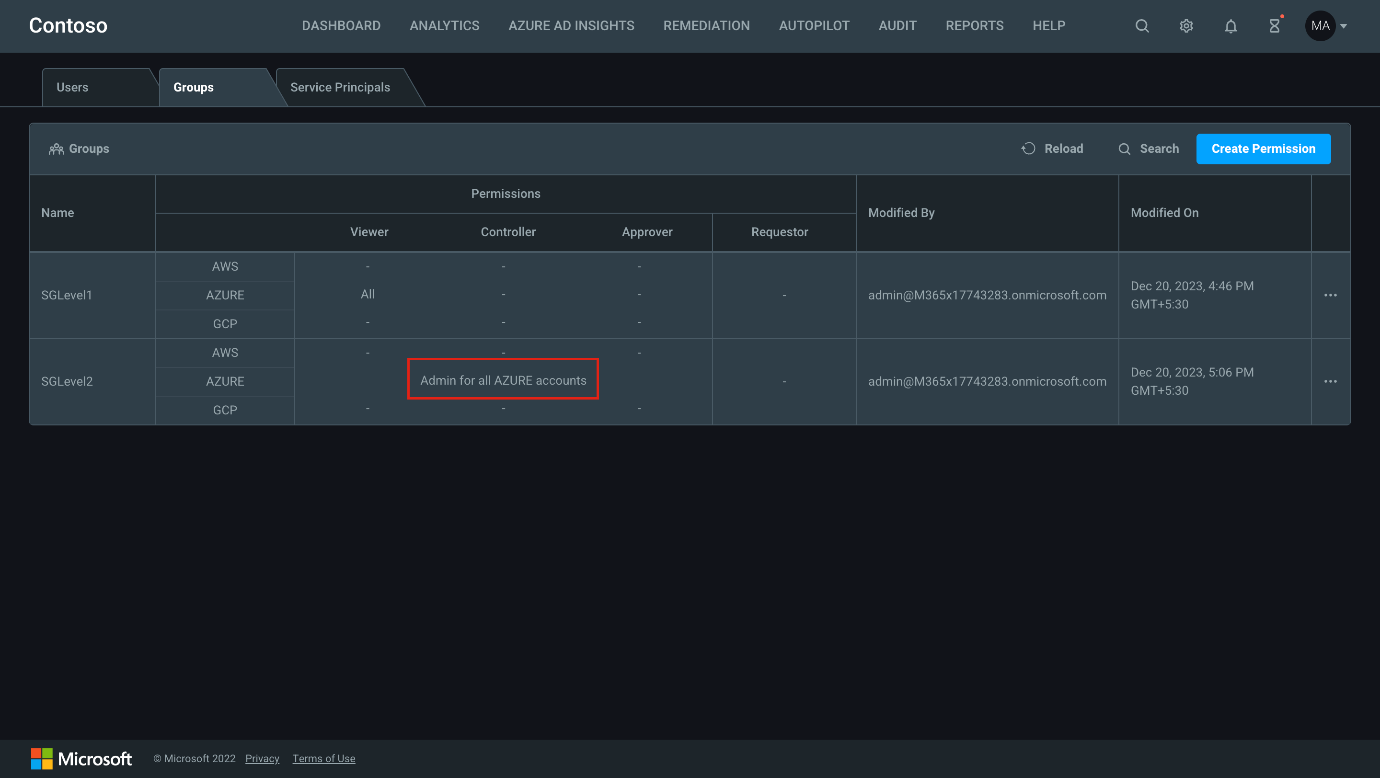 Contoso
DASHBOARD
ANALYTICS
AZURE AD INSIGHTS
REMEDIATION
AUTOPILOT
AUDIT
REPORTS
HELP
MA
Users
Groups
Service Principals
Groups
Reload
Search
Create Permission
Name
Permissions
Modified By
Modified On
Viewer
Controller
Approver
Requestor
SGLevel1
AWS
-
-
-
AZURE
All
-
-
-
GCP
-
-
-
admin@M365x17743283.onmicrosoft.com
Dec 20, 2023, 4:46 PM
GMT+5:30
SGLevel2
AWS
-
-
-
AZURE
Admin for all AZURE accounts
-
GCP
-
-
-
admin@M365x17743283.onmicrosoft.com
Dec 20, 2023, 5:06 PM
GMT+5:30
Microsoft
© Microsoft 2022
Privacy
Terms of Use